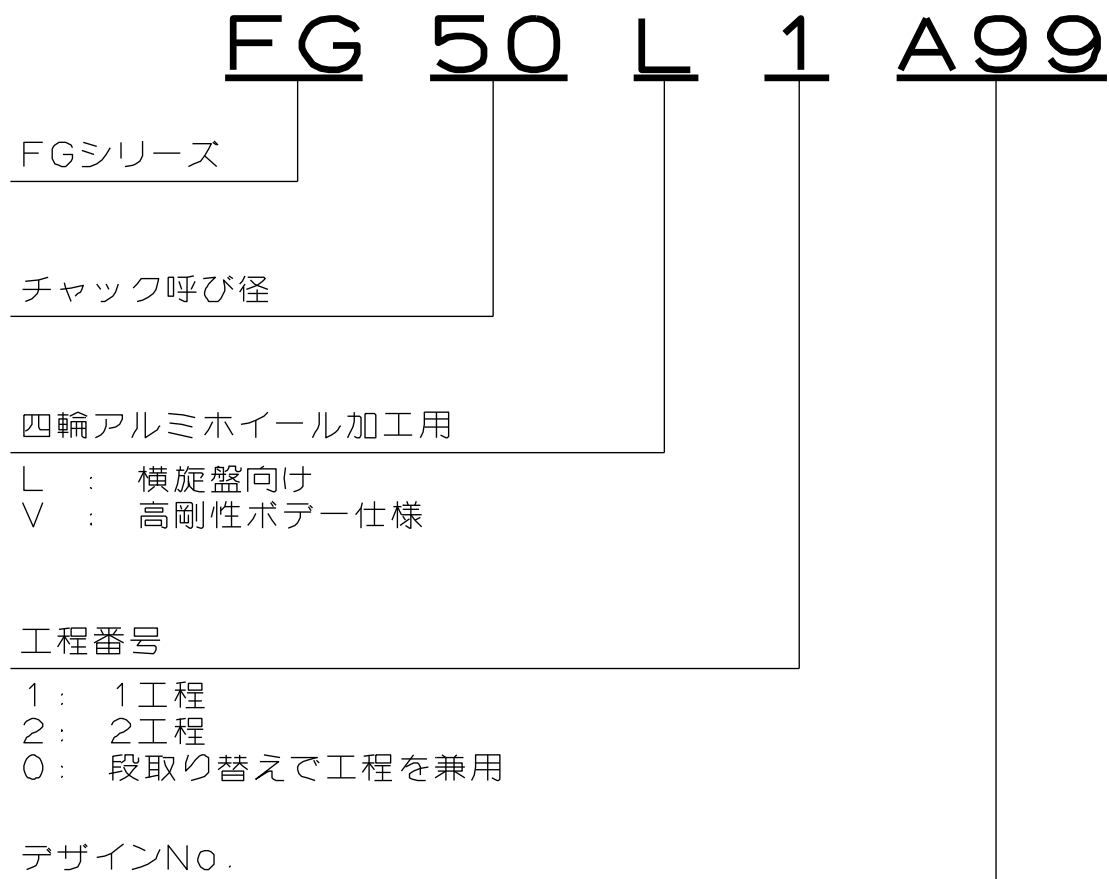 FG 50 L 1 A99
FGシリーズ
チャック呼び径
四輪アルミホイール加工用
L : 横旋盤向け
V : 高剛性ボデー仕様
工程番号
1: 1工程
2: 2工程
0: 段取り替えで工程を兼用
デザインNo.